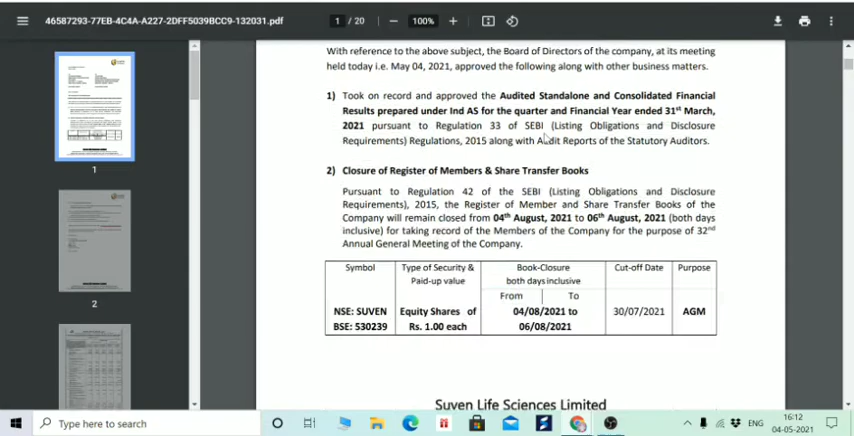 46587293-77EB-4C4A-A227-2DFF5039BCC9-132031.pdf
1 / 20
100%
With reference to the above subject, the Board of Directors of the company, at its meeting
held today i.e. May 04, 2021, approved the following along with other business matters.
1) Took on record and approved the Audited Standalone and Consolidated Financial
Results prepared under Ind AS for the quarter and Financial Year ended 31st March,
2021 pursuant to Regulation 33 of SEBI (Listing Obligations and Disclosure
Requirements) Regulations, 2015 along with Audit Reports of the Statutory Auditors.
1
2) Closure of Register of Members & Share Transfer Books
Pursuant to Regulation 42 of the SEBI (Listing Obligations and Disclosure
Requirements), 2015, the Register of Member and Share Transfer Books of the
Company will remain closed from 04th August, 2021 to 06th August, 2021 (both days
inclusive) for taking record of the Members of the Company for the purpose of 32nd
Annual General Meeting of the Company.
Symbol Type of Security & Book-Closure Cut-off Date Purpose
Paid-up value both days inclusive
From To
NSE: SUVEN Equity Shares of 04/08/2021 to 30/07/2021 AGM
BSE: 530239 Rs. 1.00 each 06/08/2021
2
Suven Life Sciences Limited
Type here to search
ENG
16:12
04-05-2021